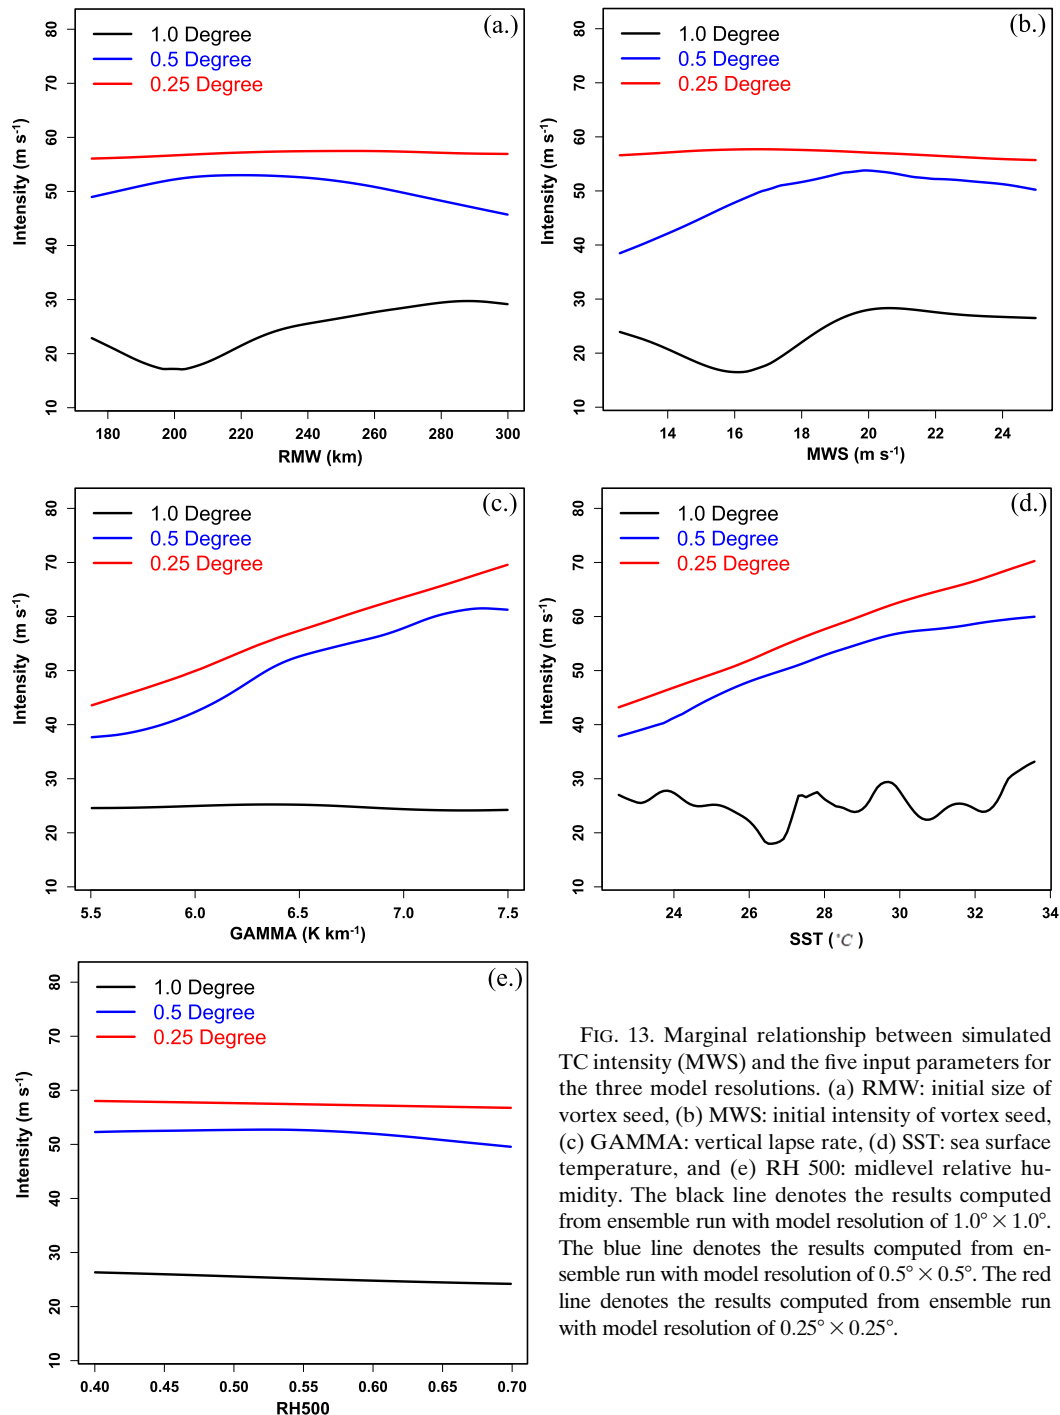 (a.)
1.0 Degree
0.5 Degree
0.25 Degree
80
70
60
50
40
30
20
10
Intensity (m s-1)
180 200 220 240 260 280 300
RMW (km)
(b.)
1.0 Degree
0.5 Degree
0.25 Degree
80
70
60
50
40
30
20
10
Intensity (m s-1)
14 16 18 20 22 24
MWS (m s-1)
(c.)
1.0 Degree
0.5 Degree
0.25 Degree
80
70
60
50
40
30
20
10
Intensity (m s-1)
5.5 6.0 6.5 7.0 7.5
GAMMA (K km-1)
(d.)
1.0 Degree
0.5 Degree
0.25 Degree
80
70
60
50
40
30
20
10
Intensity (m s-1)
24 26 28 30 32 34
SST (°C)
(e.)
1.0 Degree
0.5 Degree
0.25 Degree
80
70
60
50
40
30
20
10
Intensity (m s-1)
0.40 0.45 0.50 0.55 0.60 0.65 0.70
RH500
FIG. 13. Marginal relationship between simulated
TC intensity (MWS) and the five input parameters for
the three model resolutions. (a) RMW: initial size of
vortex seed, (b) MWS: initial intensity of vortex seed,
(c) GAMMA: vertical lapse rate, (d) SST: sea surface
temperature, and (e) RH 500: midlevel relative hu-
midity. The black line denotes the results computed
from ensemble run with model resolution of 1.0° × 1.0°.
The blue line denotes the results computed from en-
semble run with model resolution of 0.5° × 0.5°. The red
line denotes the results computed from ensemble run
with model resolution of 0.25° × 0.25°.